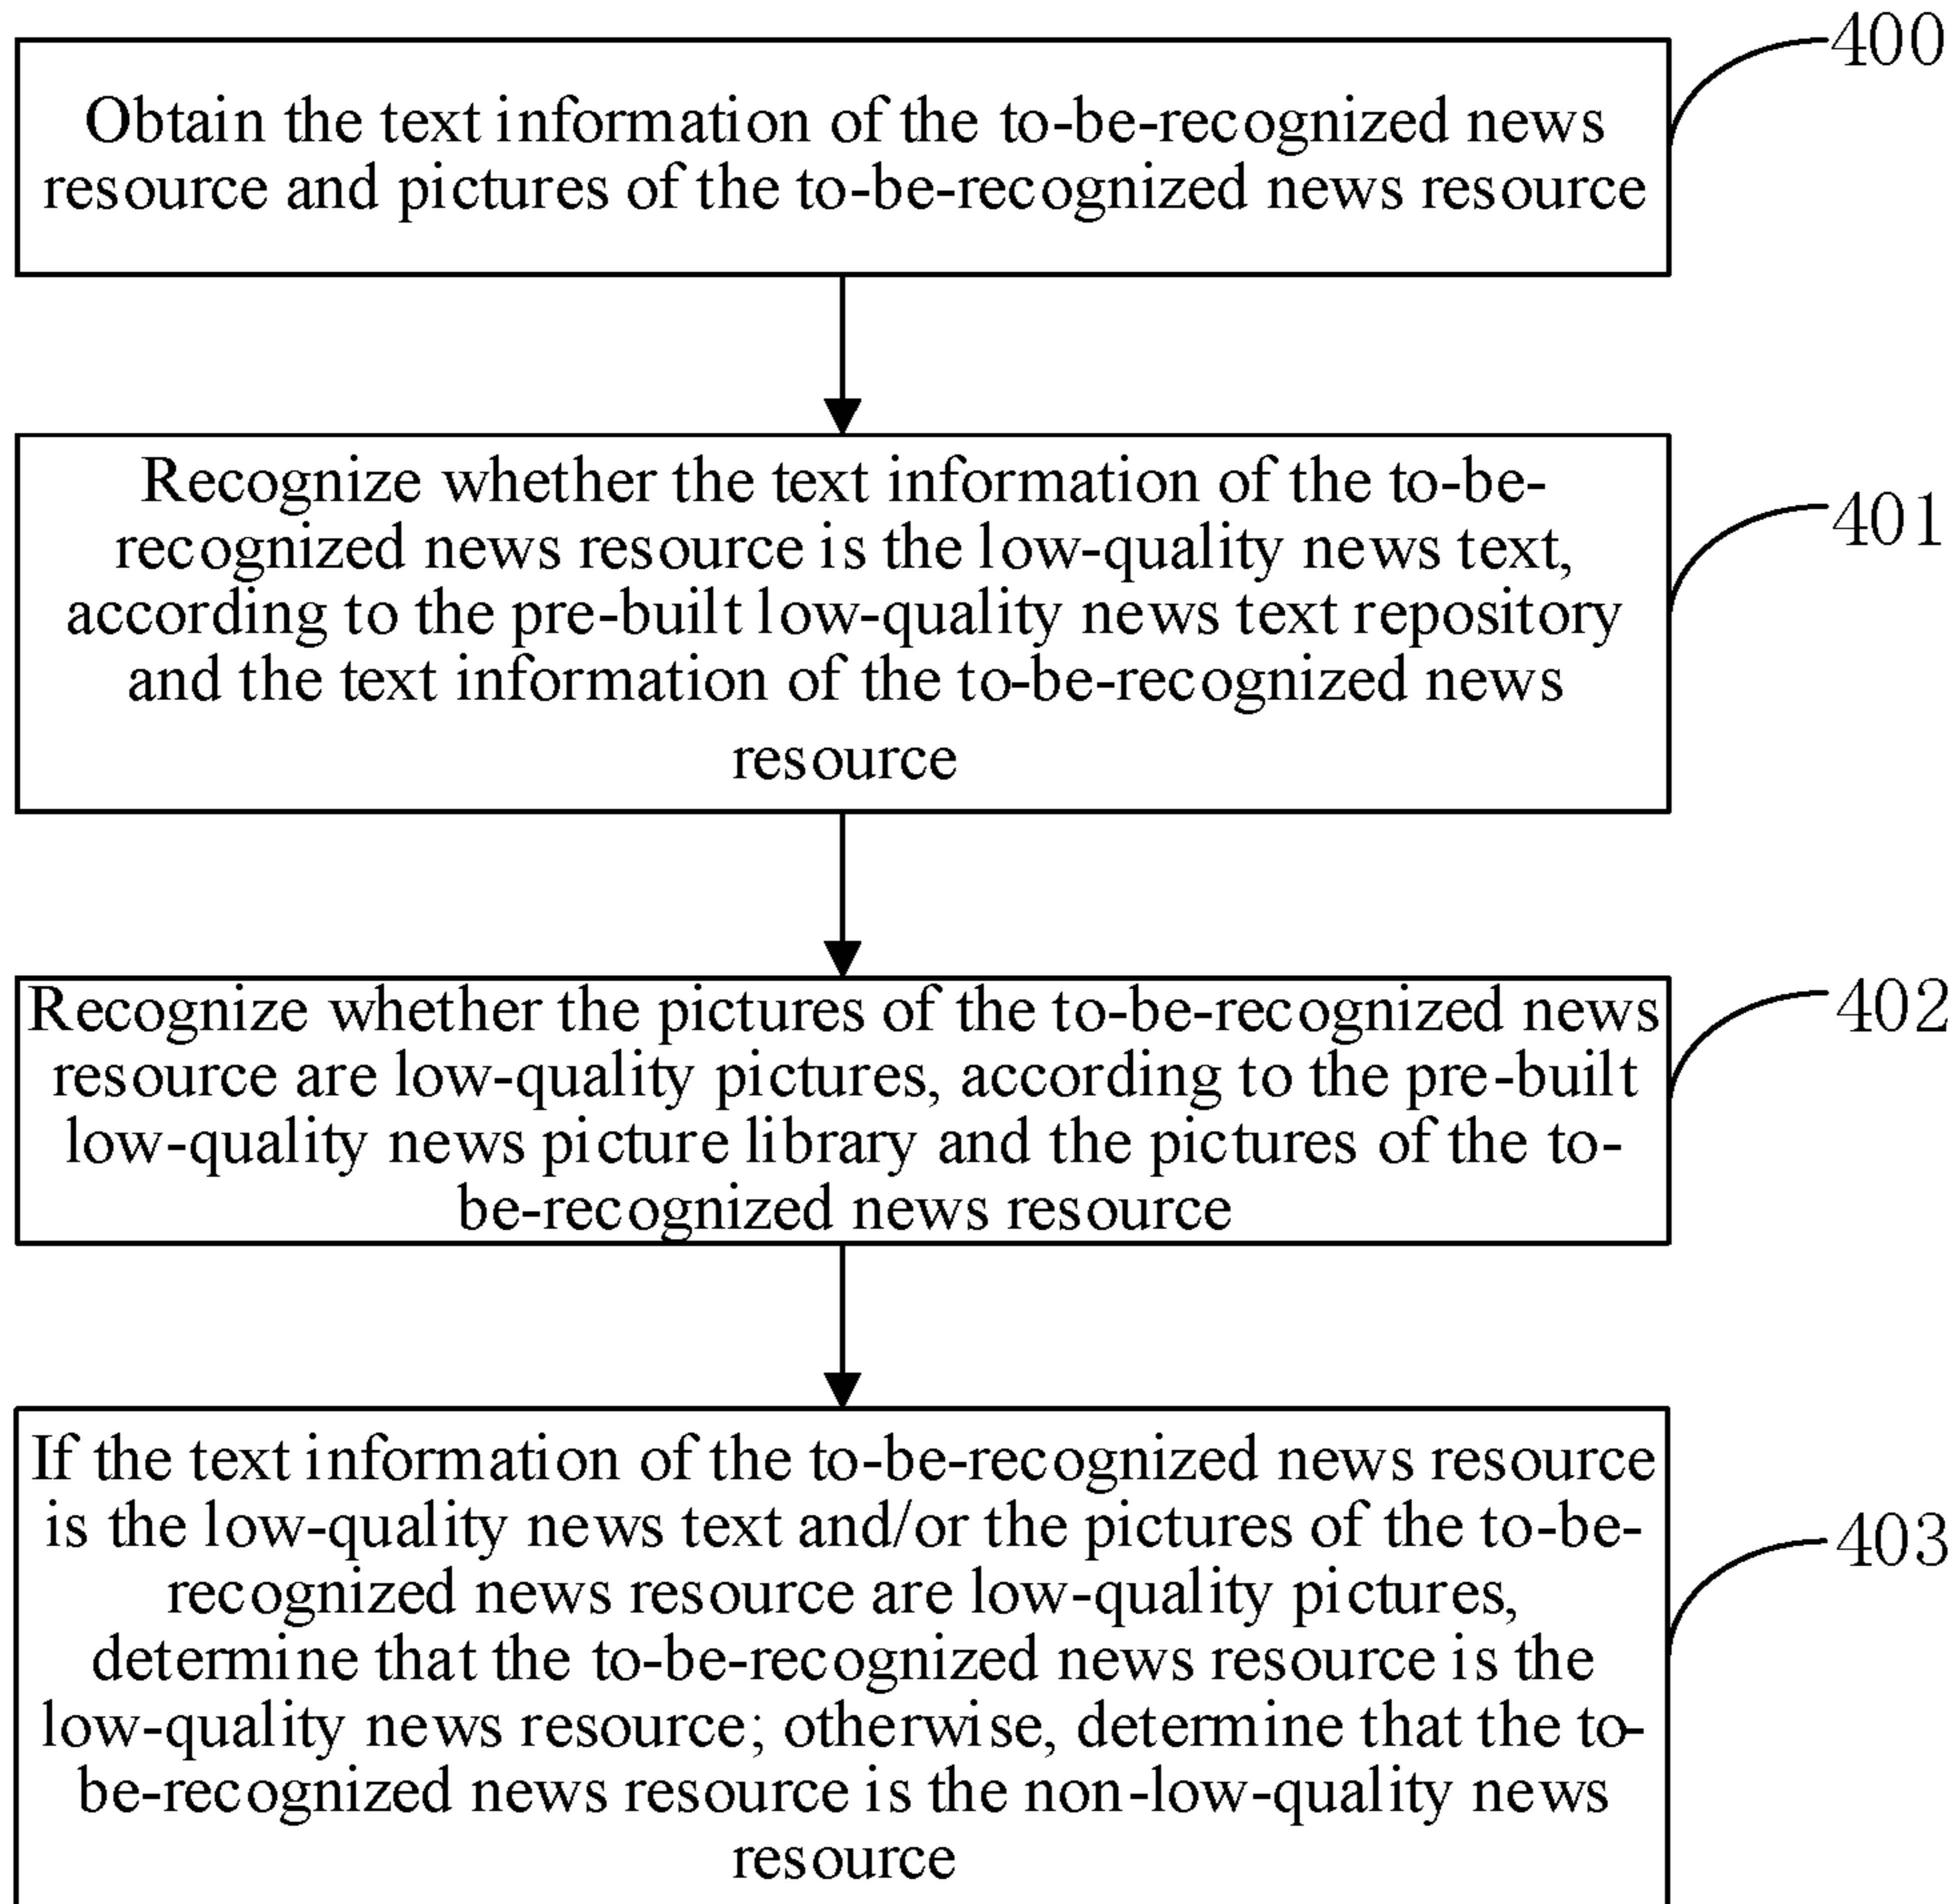 400
Obtain the text information of the to-be-recognized news
resource and pictures of the to-be-recognized news resource
Recognize whether the text information of the to-be-
recognized news resource is the low-quality news text,
according to the pre-built low-quality news text repository
and the text information of the to-be-recognized news
resource
401
Recognize whether the pictures of the to-be-recognized news
resource are low-quality pictures, according to the pre-built
low-quality news picture library and the pictures of the to-
be-recognized news resource
402
If the text information of the to-be-recognized news resource
is the low-quality news text and/or the pictures of the to-be-
recognized news resource are low-quality pictures,
determine that the to-be-recognized news resource is the
low-quality news resource; otherwise, determine that the to-
be-recognized news resource is the non-low-quality news
resource
403